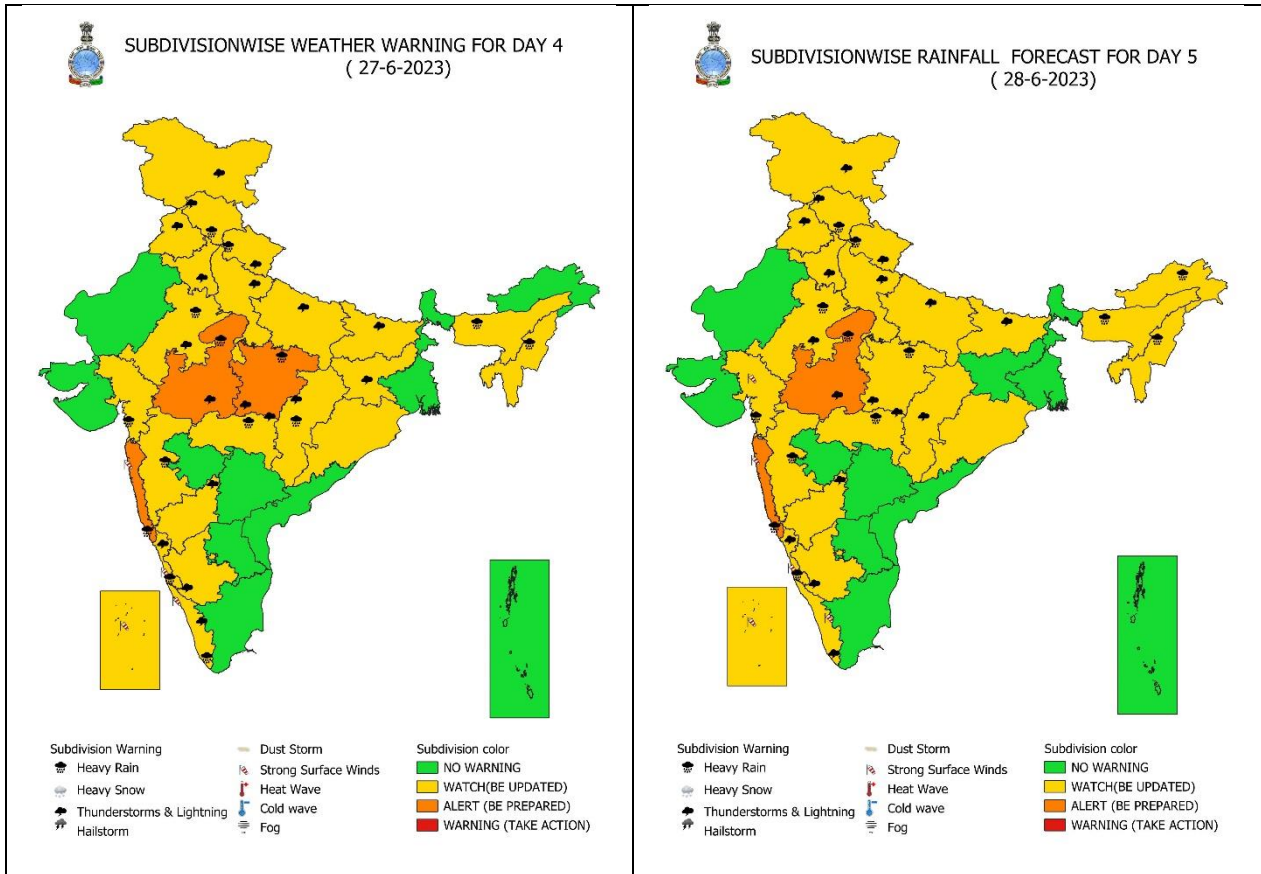 SUBDIVISIONWISE WEATHER WARNING FOR DAY 4
( 27-6-2023)
Subdivision Warning
Heavy Rain
Heavy Snow
Thunderstorms & Lightning
Hailstorm
Dust Storm
Strong Surface Winds
Heat Wave
Cold wave
Fog
Subdivision color
NO WARNING
WATCH(BE UPDATED)
ALERT (BE PREPARED)
WARNING (TAKE ACTION)
SUBDIVISIONWISE RAINFALL FORECAST FOR DAY 5
( 28-6-2023)
Subdivision Warning
Heavy Rain
Heavy Snow
Thunderstorms & Lightning
Hailstorm
Dust Storm
Strong Surface Winds
Heat Wave
Cold wave
Fog
Subdivision color
NO WARNING
WATCH(BE UPDATED)
ALERT (BE PREPARED)
WARNING (TAKE ACTION)